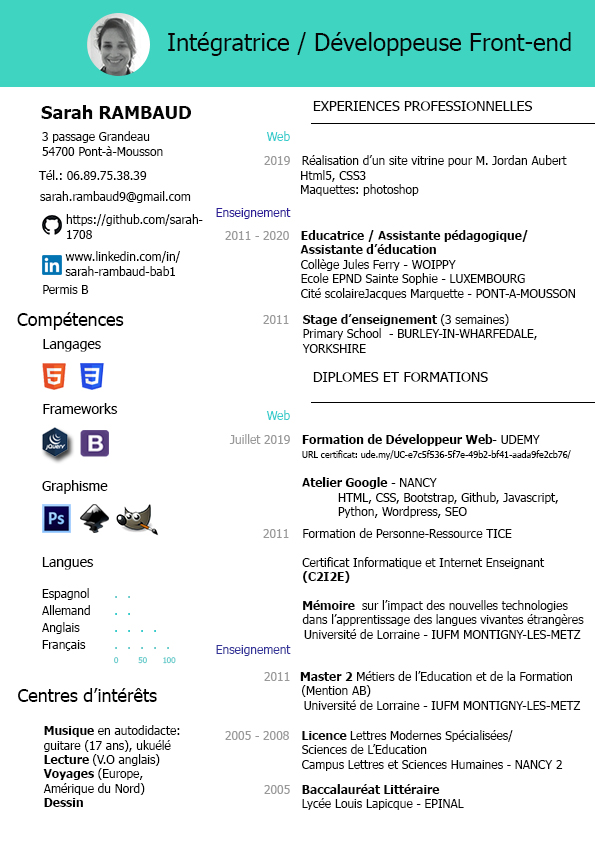 Intégratrice / Développeuse Front-end
Sarah RAMBAUD
3 passage Grandeau
54700 Pont-à-Mousson
Tél.: 06.89.75.38.39
sarah.rambaud9@gmail.com
https://github.com/sarah-
1708
www.linkedin.com/in/
sarah-rambaud-bab1
Permis B
Compétences
Langages
5
3
Frameworks
jQuery
B
Graphisme
Ps
Langues
Espagnol
Allemand
Anglais
Français
0 50 100
Centres d'intérêts
Musique en autodidacte:
guitare (17 ans), ukuélé
Lecture (V.O anglais)
Voyages (Europe,
Amérique du Nord)
Dessin
EXPERIENCES PROFESSIONNELLES
Web
2019 Réalisation d'un site vitrine pour M. Jordan Aubert
Html5, CSS3
Maquettes: photoshop
Enseignement
2011 - 2020 Educatrice / Assistante pédagogique/
Assistante d'éducation
Collège Jules Ferry - WOIPPY
Ecole EPND Sainte Sophie - LUXEMBOURG
Cité scolaireJacques Marquette - PONT-A-MOUSSON
2011 Stage d'enseignement (3 semaines)
Primary School - BURLEY-IN-WHARFEDALE,
YORKSHIRE
DIPLOMES ET FORMATIONS
Web
Juillet 2019 Formation de Développeur Web- UDEMY
URL certificat: ude.my/UC-e7c5f536-5f7e-49b2-bf41-aada9fe2cb76/
Atelier Google - NANCY
HTML, CSS, Bootstrap, Github, Javascript,
Python, Wordpress, SEO
2011 Formation de Personne-Ressource TICE
Certificat Informatique et Internet Enseignant
(C2I2E)
Mémoire sur l'impact des nouvelles technologies
dans l'apprentissage des langues vivantes étrangères
Université de Lorraine - IUFM MONTIGNY-LES-METZ
Enseignement
2011 Master 2 Métiers de l'Education et de la Formation
(Mention AB)
Université de Lorraine - IUFM MONTIGNY-LES-METZ
2005 - 2008 Licence Lettres Modernes Spécialisées/
Sciences de L'Education
Campus Lettres et Sciences Humaines - NANCY 2
2005 Baccalauréat Littéraire
Lycée Louis Lapicque - EPINAL